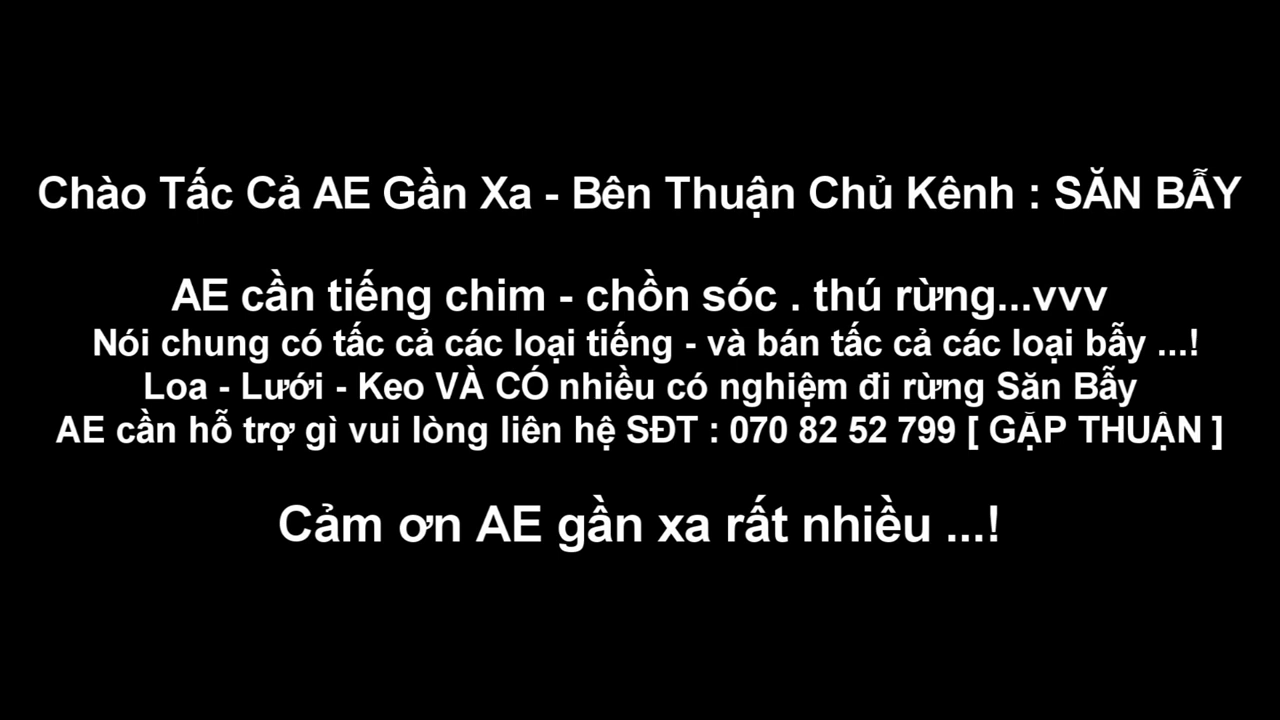 Chào Tấc Cả AE Gần Xa - Bên Thuận Chủ Kênh : SĂN BẪY
AE cần tiếng chim - chồn sóc . thú rừng...vvv
Nói chung có tấc cả các loại tiếng - và bán tấc cả các loại bẫy ...!
Loa - Lưới - Keo VÀ CÓ nhiều có nghiệm đi rừng Săn Bẫy
AE cần hỗ trợ gì vui lòng liên hệ SĐT : 070 82 52 799 [ GẶP THUẬN ]
Cảm ơn AE gần xa rất nhiều ...!